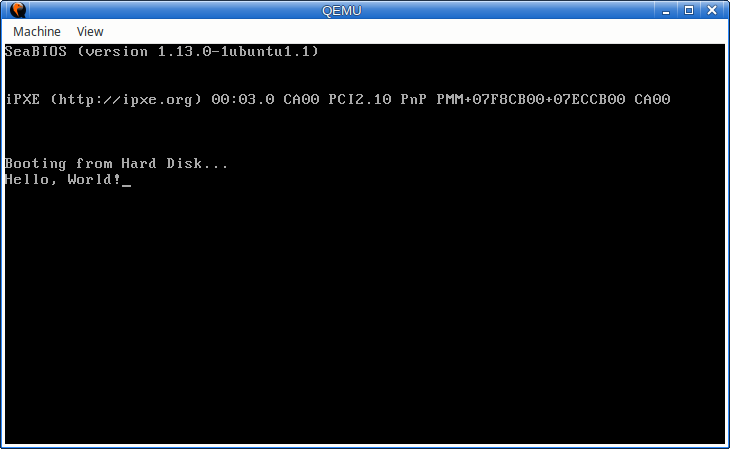 QEMU
Machine View
SeaBIOS (version 1.13.0-1ubuntu1.1)
iPXE (http://ipxe.org) 00:03.0 CA00 PCI2.10 PnP PMM+07F8CB00+07ECCB00 CA00
Booting from Hard Disk...
Hello, World!_